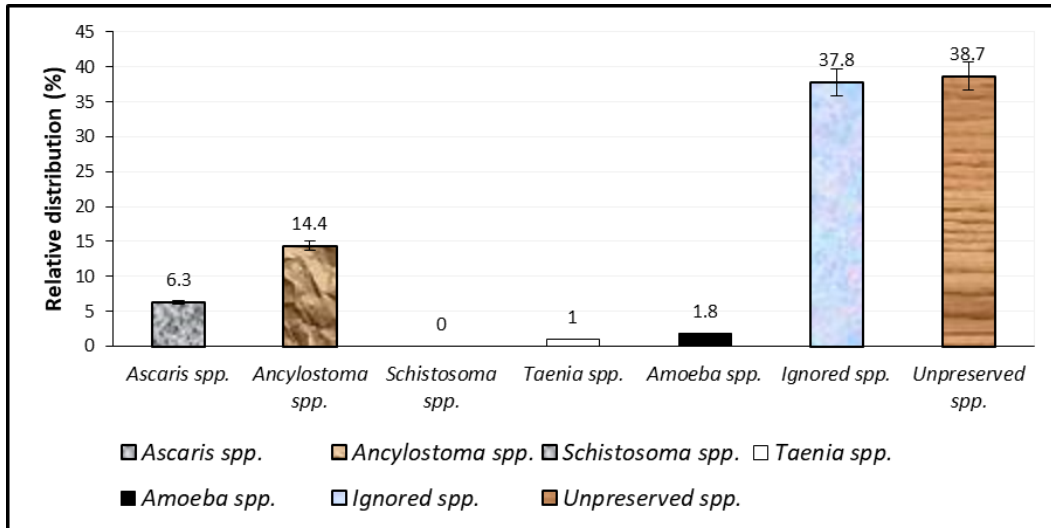 Relative distribution (%)
45
40
35
30
25
20
15
10
5
0
6.3
14.4
0
1
1.8
37.8
38.7
Ascaris spp.
Ancylostoma
spp.
Schistosoma
spp.
Taenia spp.
Amoeba spp.
Ignored spp.
Unpreserved
spp.
Ascaris spp. Ancylostoma spp. Schistosoma spp. Taenia spp.
Amoeba spp. Ignored spp. Unpreserved spp.